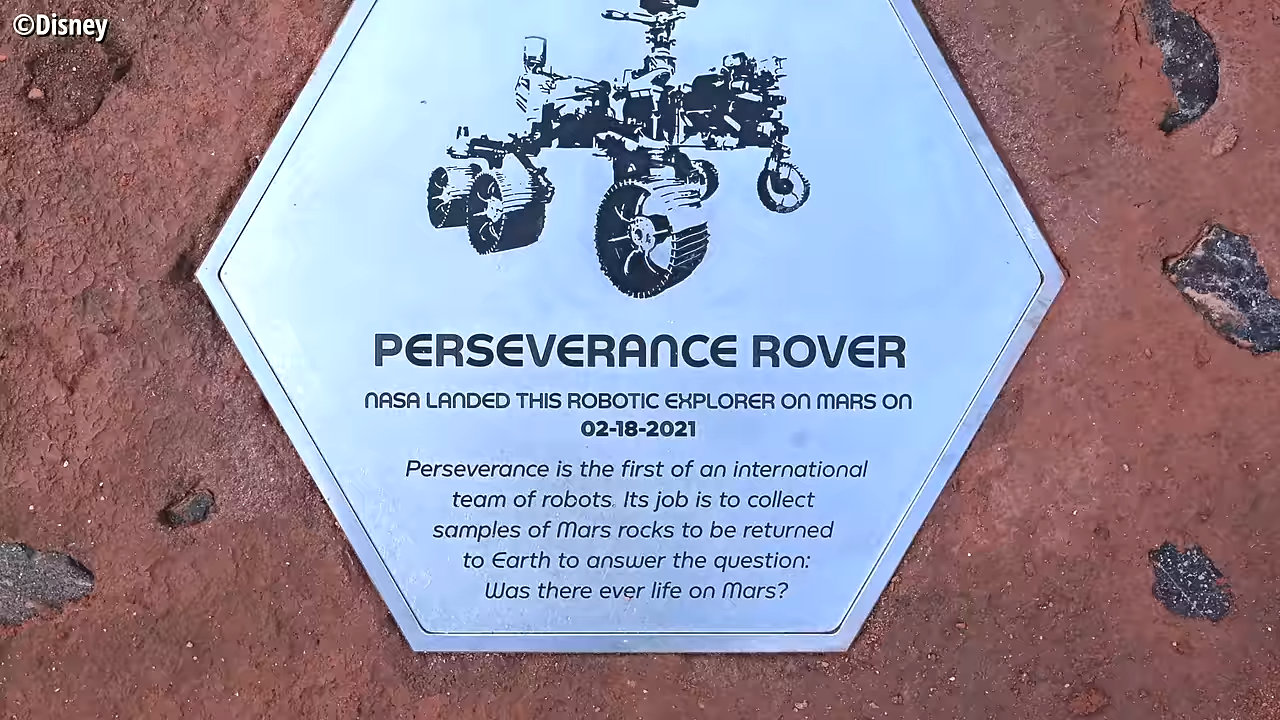 ©Disney
PERSEVERANCE ROVER
NASA LANDED THIS ROBOTIC EXPLORER ON MARS ON
02-18-2021
Perseverance is the first of an international
team of robots. Its job is to collect
samples of Mars rocks to be returned
to Earth to answer the question:
Was there ever life on Mars?